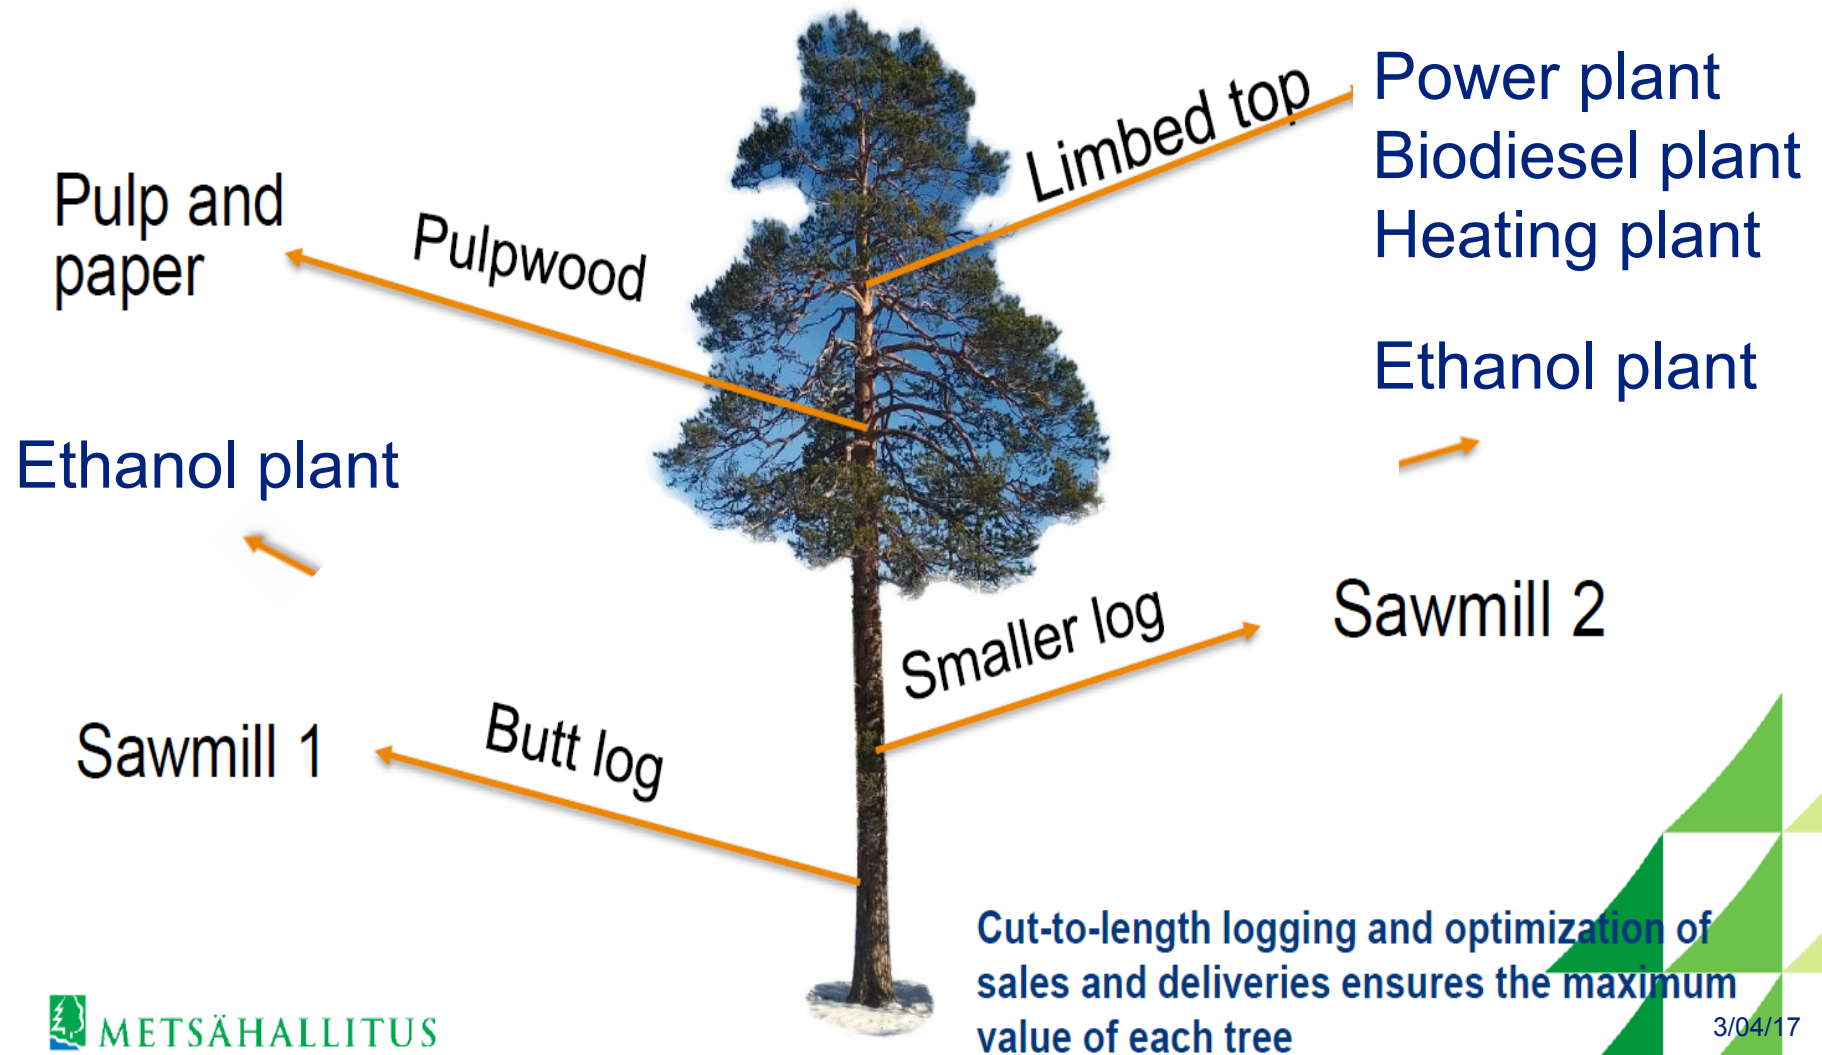 Power plant
Biodiesel plant
Heating plant
Limbed top
Pulp and
paper
Pulpwood
Ethanol plant
Ethanol plant
Smaller log
Sawmill 2
Sawmill 1
Butt log
Cut-to-length logging and optimization of
sales and deliveries ensures the maximum
value of each tree
METSÄHALLITUS
3/04/17